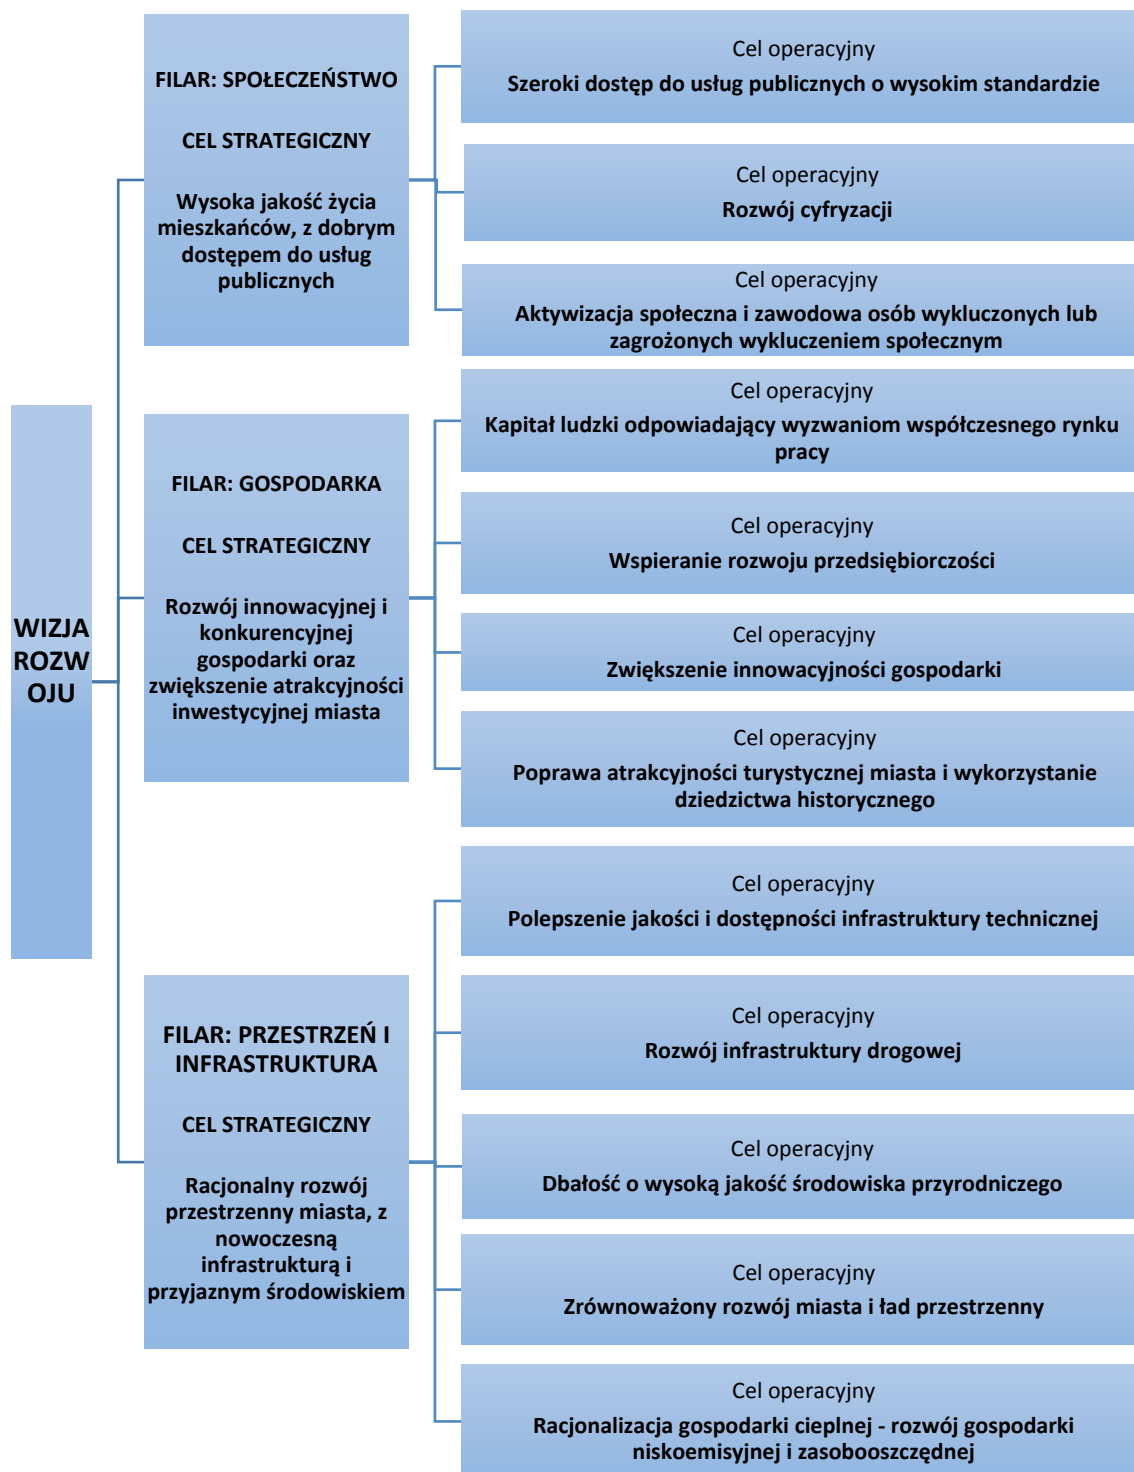 WIZJA
ROZW
OJU
FILAR: SPOŁECZEŃSTWO
CEL STRATEGICZNY
Wysoka jakość życia
mieszkańców, z dobrym
dostępem do usług
publicznych
Cel operacyjny
Szeroki dostęp do usług publicznych o wysokim standardzie
Cel operacyjny
Rozwój cyfryzacji
Cel operacyjny
Aktywizacja społeczna i zawodowa osób wykluczonych lub
zagrożonych wykluczeniem społecznym
FILAR: GOSPODARKA
CEL STRATEGICZNY
Rozwój innowacyjnej i
konkurencyjnej
gospodarki oraz
zwiększenie atrakcyjności
inwestycyjnej miasta
Cel operacyjny
Kapitał ludzki odpowiadający wyzwaniom współczesnego rynku
pracy
Cel operacyjny
Wspieranie rozwoju przedsiębiorczości
Cel operacyjny
Zwiększenie innowacyjności gospodarki
Cel operacyjny
Poprawa atrakcyjności turystycznej miasta i wykorzystanie
dziedzictwa historycznego
FILAR: PRZESTRZEŃ I
INFRASTRUKTURA
CEL STRATEGICZNY
Racjonalny rozwój
przestrzenny miasta, z
nowoczesną
infrastrukturą i
przyjaznym środowiskiem
Cel operacyjny
Polepszenie jakości i dostępności infrastruktury technicznej
Cel operacyjny
Rozwój infrastruktury drogowej
Cel operacyjny
Dbałość o wysoką jakość środowiska przyrodniczego
Cel operacyjny
Zrównoważony rozwój miasta i ład przestrzenny
Cel operacyjny
Racjonalizacja gospodarki cieplnej - rozwój gospodarki
niskoemisyjnej i zasobooszczędnej